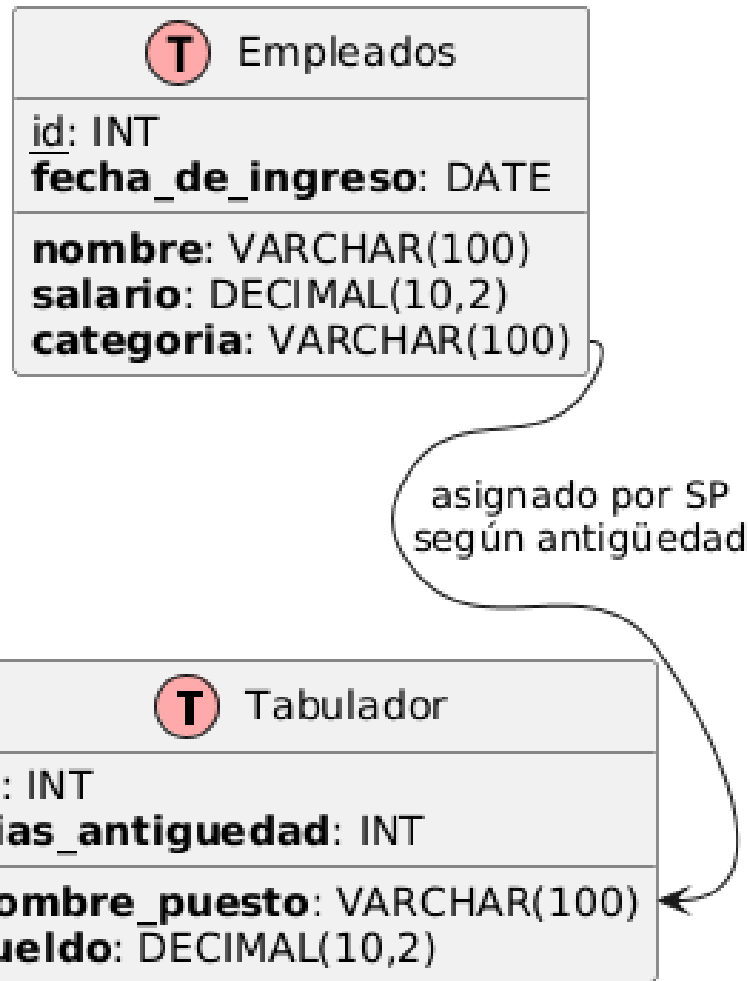 T Empleados
id: INT
fecha_de_ingreso: DATE
nombre: VARCHAR(100)
salario: DECIMAL(10,2)
categoria: VARCHAR(100)
asignado por SP
según antigüedad
T Tabulador
: INT
ias_antiguedad: INT
ombre_puesto: VARCHAR(100)
ueldo: DECIMAL(10,2)